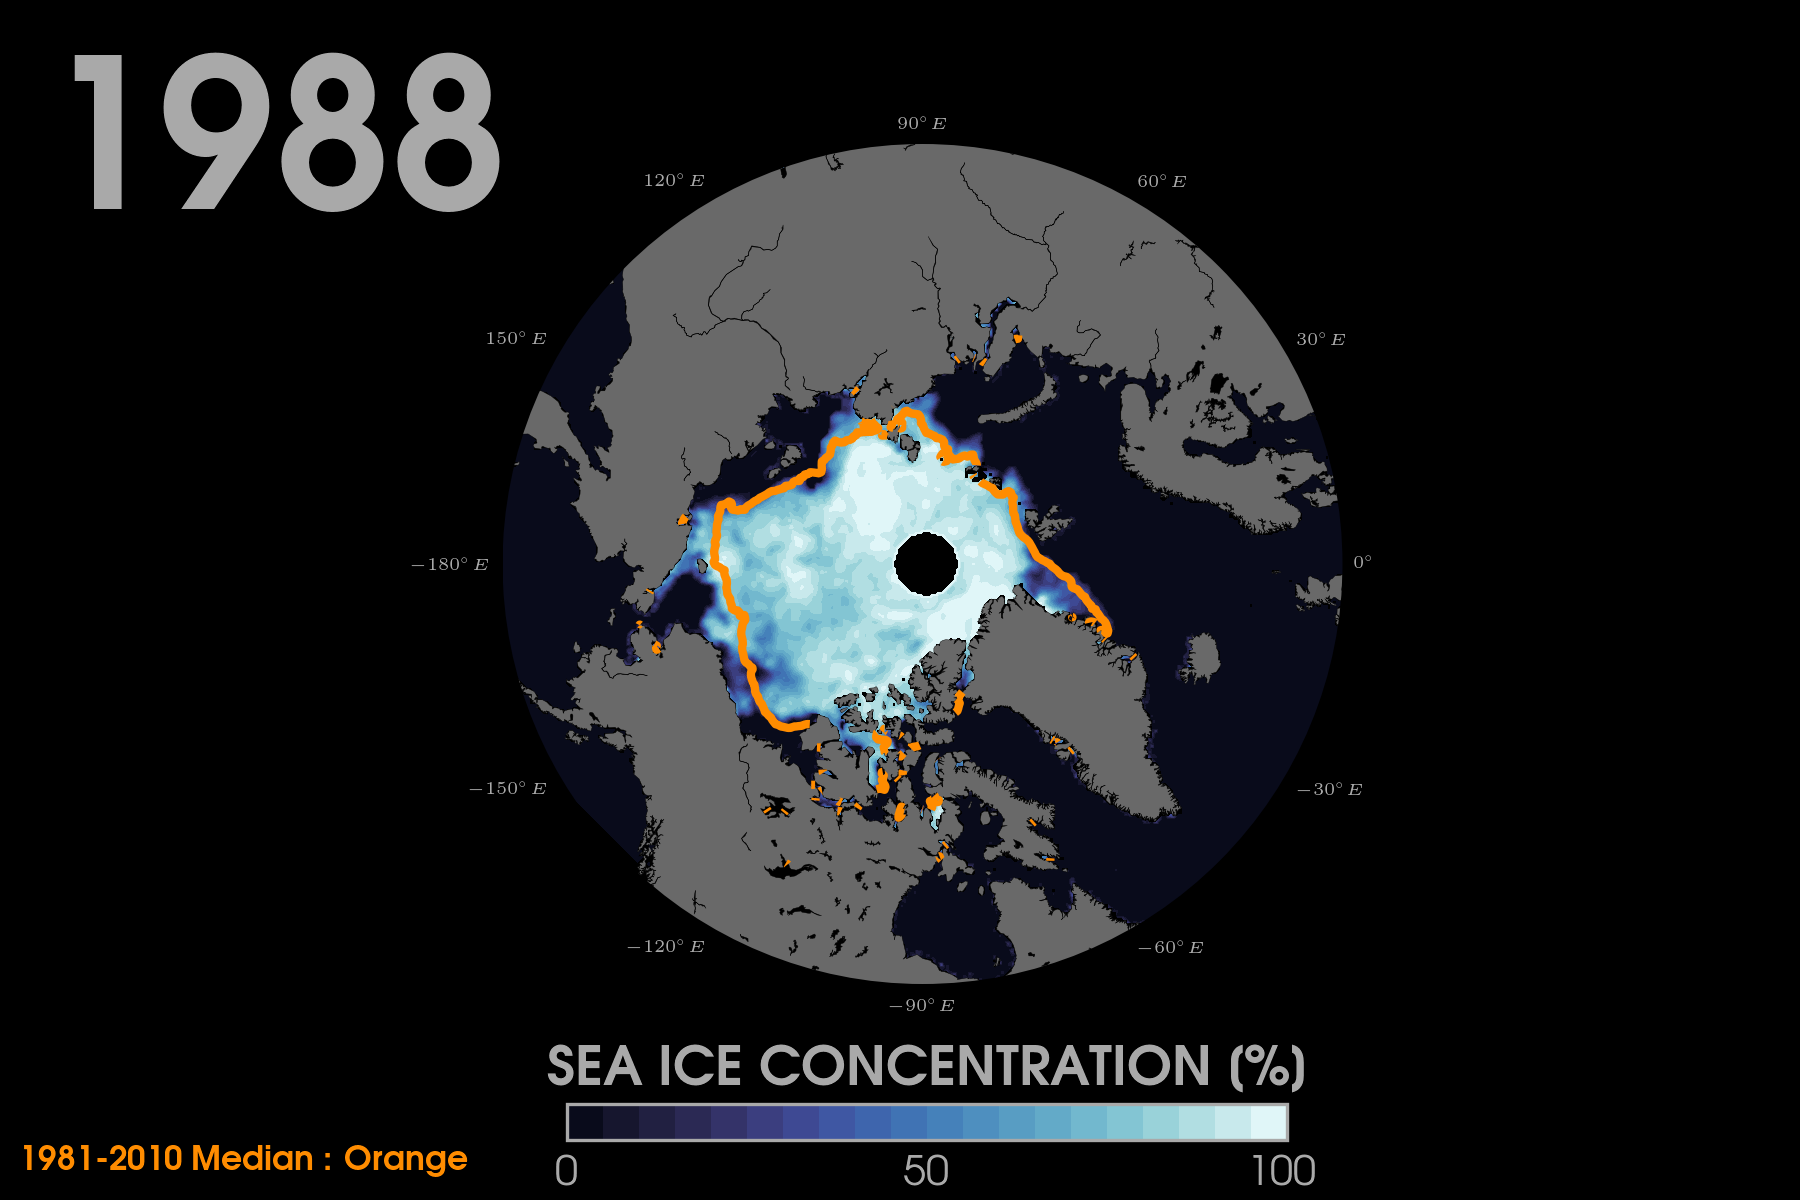 1988
90° E
120° E
60° E
150° E
30° E
−180° E
0°
−150° E
−30° E
−120° E
−60° E
−90° E
SEA ICE CONCENTRATION (%)
0
50
100
1981-2010 Median : Orange